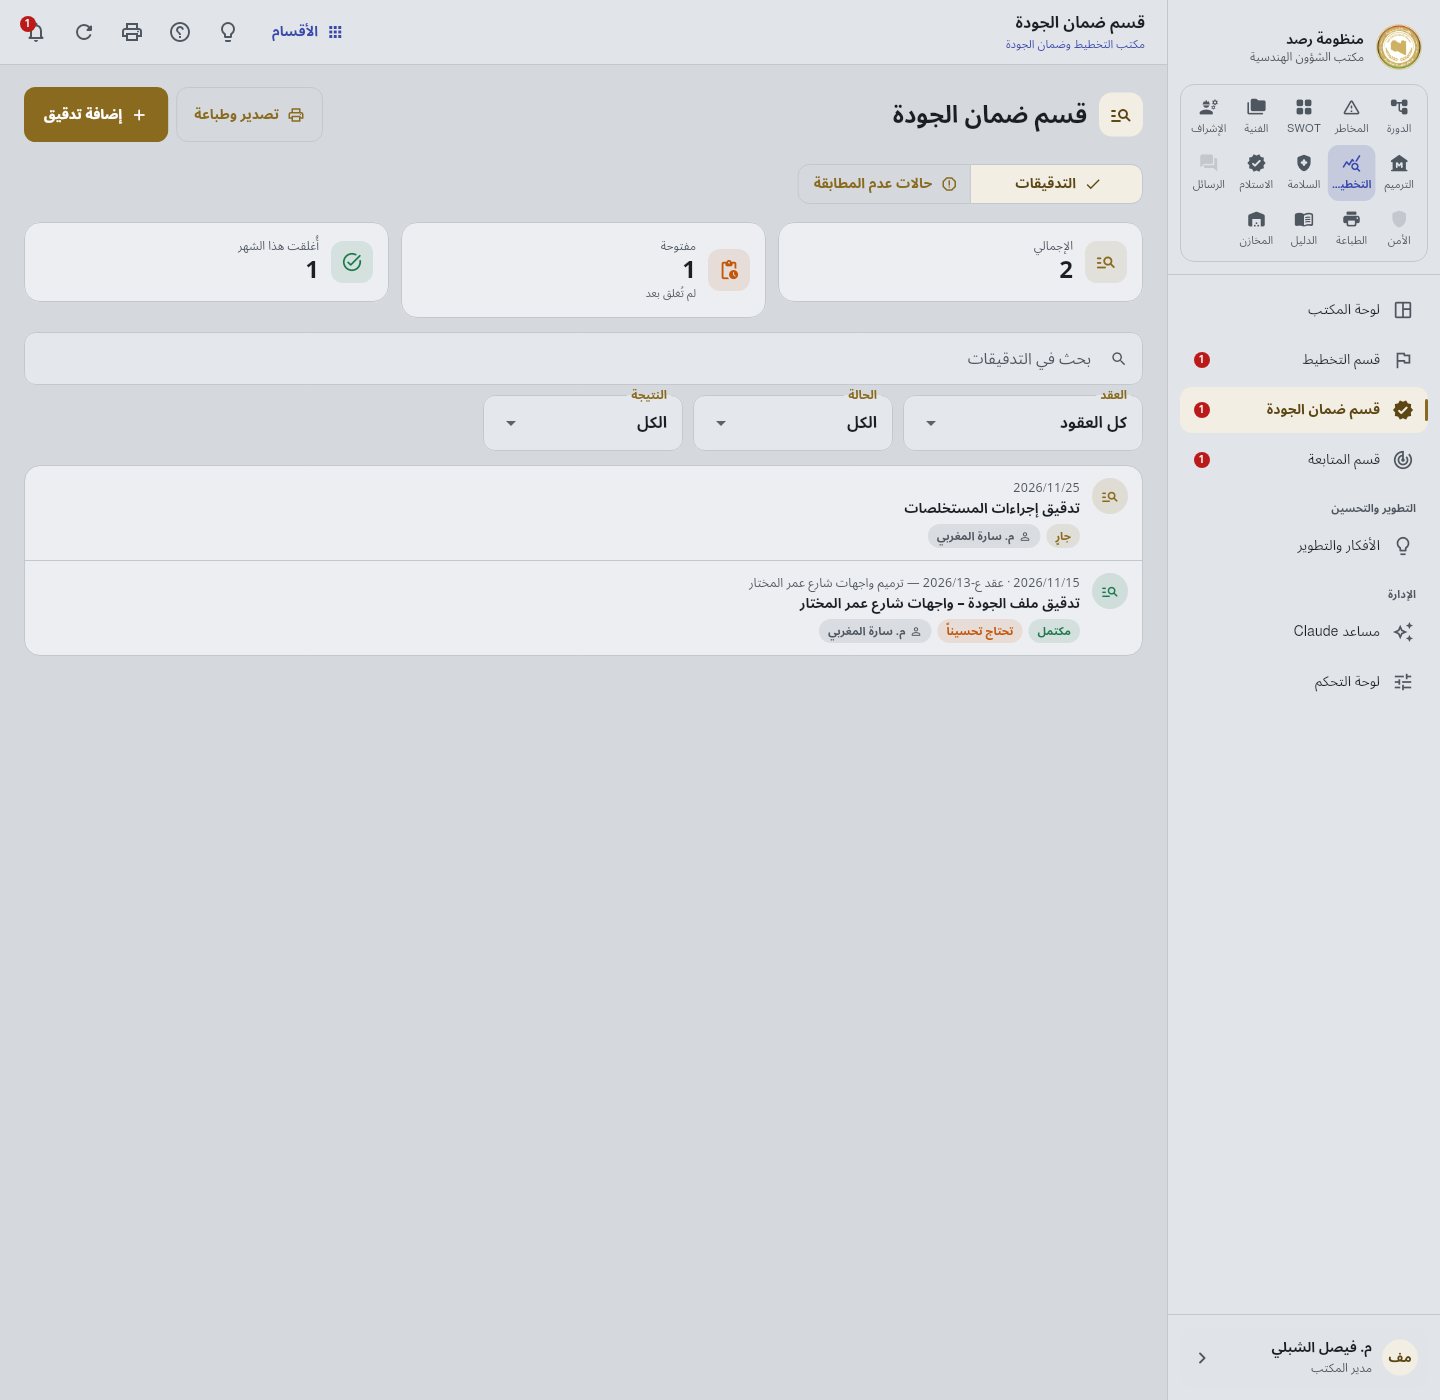 منظومة رصد
مكتب الشؤون الهندسية
الدورة
المخاطر
SWOT
الفنية
الإشراف
الترميم
التخطيـ...
السلامة
الاستلام
الرسائل
الأمن
الطباعة
الدليل
المخازن
لوحة المكتب
قسم التخطيط
1
قسم ضمان الجودة
1
قسم المتابعة
1
التطوير والتحسين
الأفكار والتطوير
الإدارة
مساعد Claude
لوحة التحكم
مف
م. فيصل الشبلي
مدير المكتب
قسم ضمان الجودة
مكتب التخطيط وضمان الجودة
الأقسام
1
قسم ضمان الجودة
تصدير وطباعة
إضافة تدقيق
التدقيقات
حالات عدم المطابقة
الإجمالي
2
مفتوحة
1
لم تُغلق بعد
أُغلقت هذا الشهر
1
بحث في التدقيقات
العقد
كل العقود
الحالة
الكل
النتيجة
الكل
2026/11/25
تدقيق إجراءات المستخلصات
جارٍ
م. سارة المغربي
2026/11/15 · عقد ع-2026/13 — ترميم واجهات شارع عمر المختار
تدقيق ملف الجودة – واجهات شارع عمر المختار
مكتمل
تحتاج تحسيناً
م. سارة المغربي